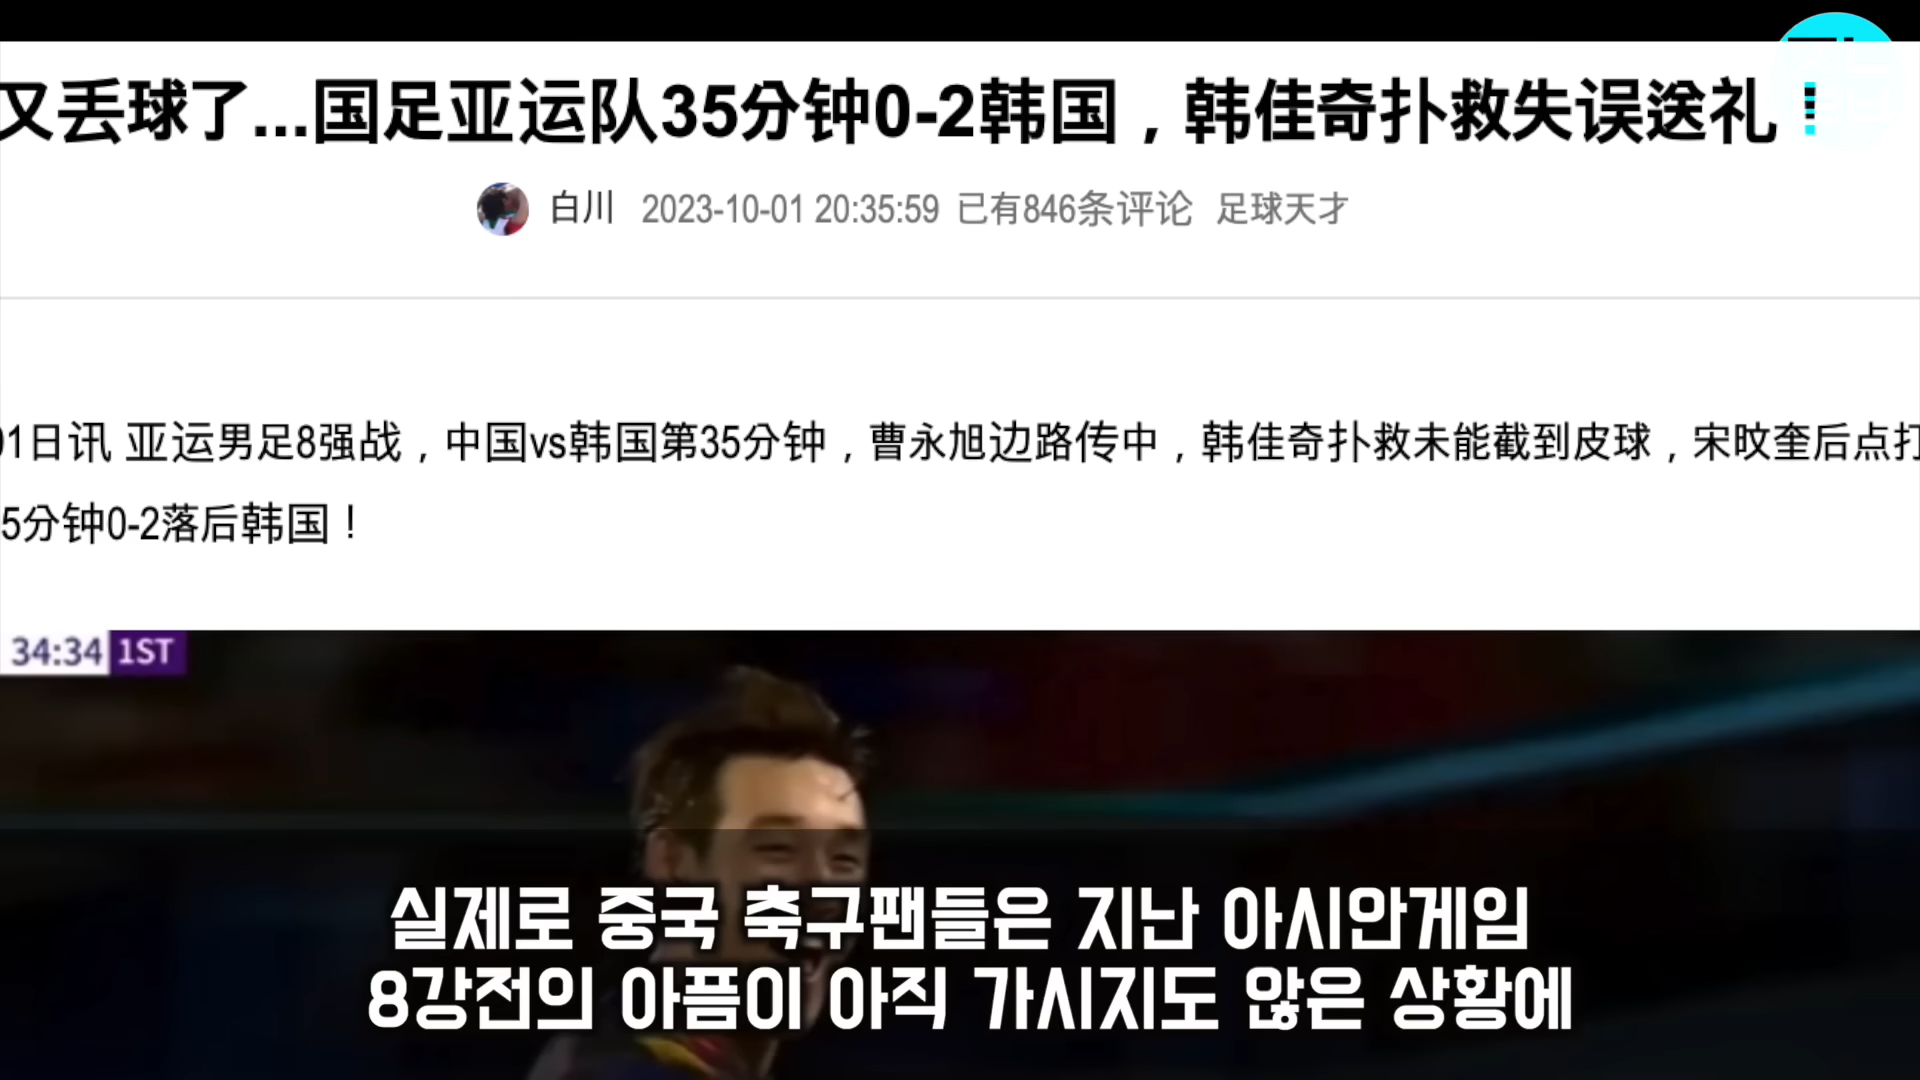 又丢球了...国足亚运队35分钟0-2韩国，韩佳奇扑救失误送礼！
白川 2023-10-01 20:35:59 已有846条评论 足球天才
01日讯 亚运男足8强战，中国vs韩国第35分钟，曹永旭边路传中，韩佳奇扑救未能截到皮球，宋旼奎后点打
5分钟0-2落后韩国！
34:34 1ST
실제로 중국 축구팬들은 지난 아시안게임
8강전의 아픔이 아직 가시지도 않은 상황에